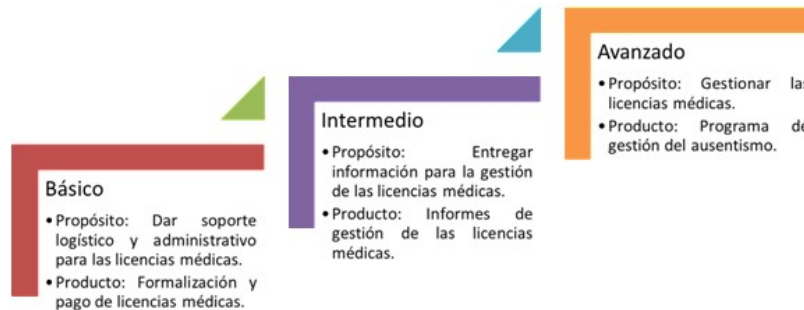 Básico
• Propósito: Dar soporte
logístico y administrativo
para las licencias médicas.
• Producto: Formalización y
pago de licencias médicas.
Intermedio
• Propósito: Entregar
información para la gestión
de las licencias médicas.
• Producto: Informes de
gestión de las licencias
médicas.
Avanzado
• Propósito: Gestionar las
licencias médicas.
• Producto: Programa de
gestión del ausentismo.